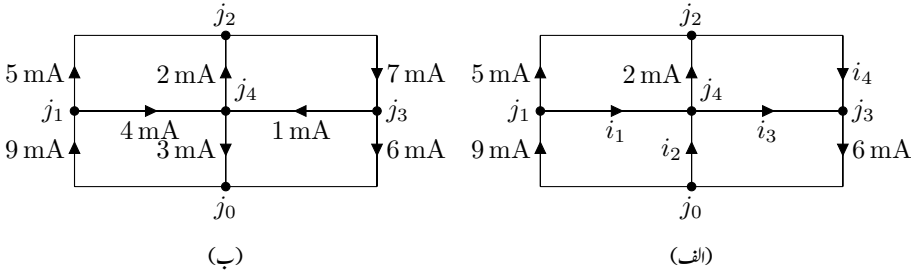 j₂ j₂
5 mA 2 mA 7 mA 5 mA 2 mA i₄
j₁ j₄ j₃ j₁ j₄ j₃
4 mA 1 mA i₁ i₃
9 mA 3 mA 6 mA 9 mA i₂ 6 mA
j₀ j₀
(ب) (الف)